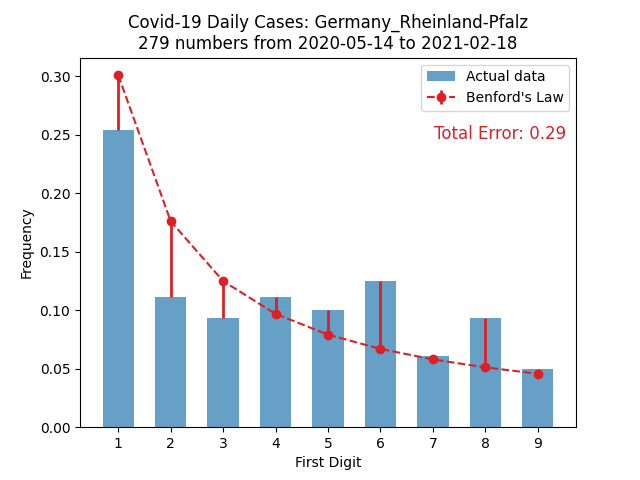 Covid-19 Daily Cases: Germany_Rheinland-Pfalz
279 numbers from 2020-05-14 to 2021-02-18
Actual data
Benford's Law
Total Error: 0.29
Frequency
0.30
0.25
0.20
0.15
0.10
0.05
0.00
1 2 3 4 5 6 7 8 9
First Digit